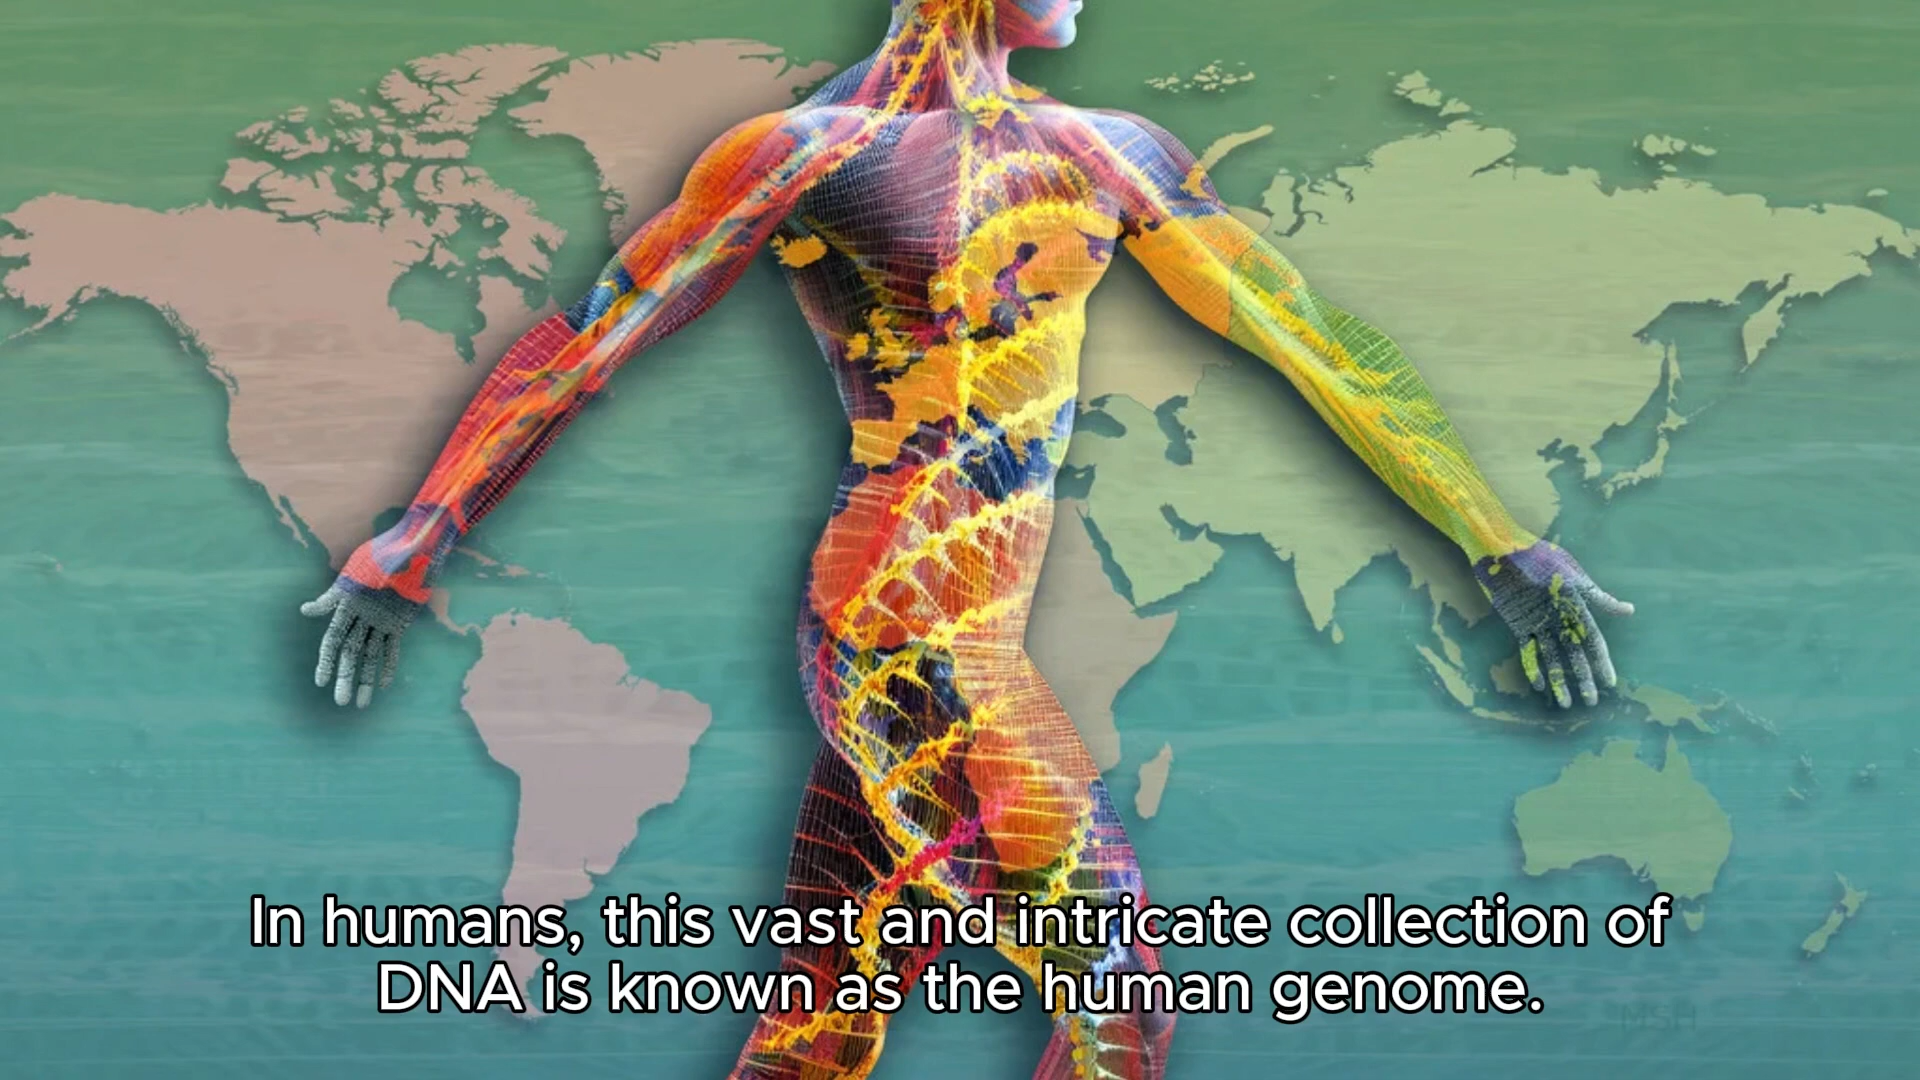 In humans, this vast and intricate collection of
DNA is known as the human genome.